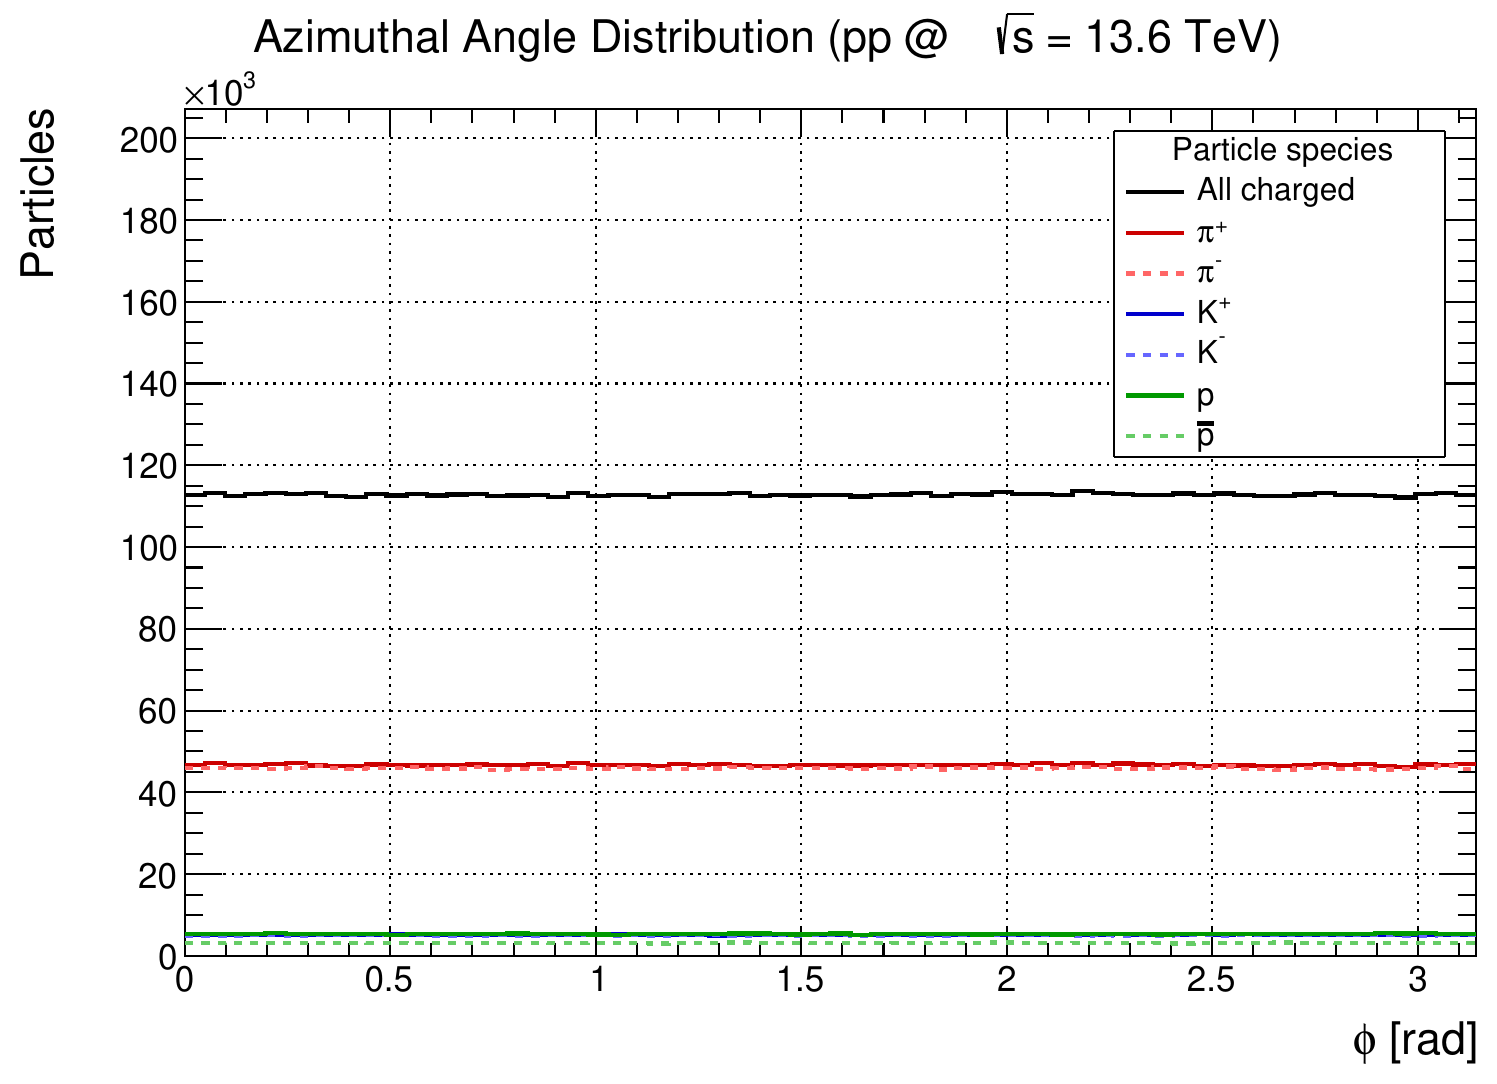 Azimuthal Angle Distribution (pp @ √s = 13.6 TeV)
×10³
Particles
200
180
160
140
120
100
80
60
40
20
0
Particle species
All charged
π⁺
π⁻
K⁺
K⁻
p
p̅
0 0.5 1 1.5 2 2.5 3
ϕ [rad]